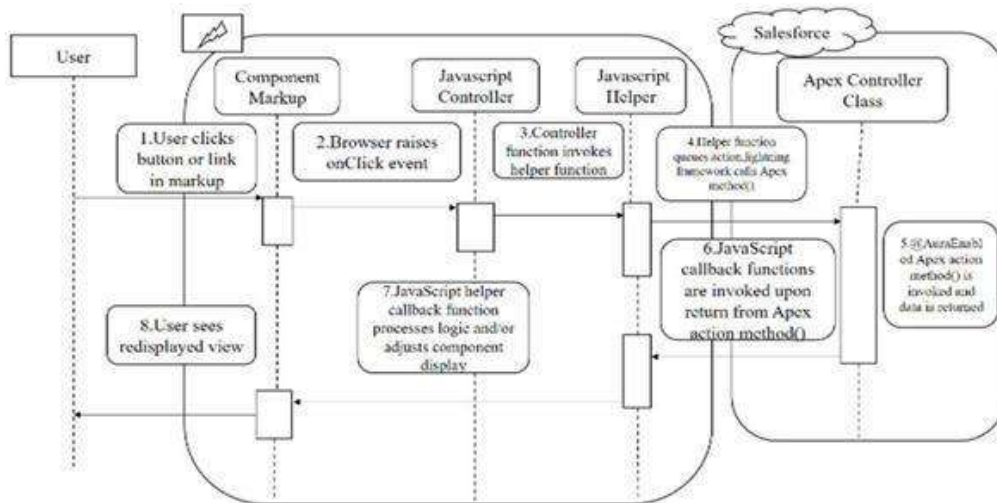 Salesforce
User
Component
Markup
Javascript
Controller
Javascript
Helper
Apex Controller
Class
1.User clicks
button or link
in markup
2.Browser raises
onClick event
3.Controller
function invokes
helper function
4.Helper function
queues action,lightning
framework calls Apex
method()
5.@AuraEnabl
ed Apex action
method() is
invoked and
data is returned
6.JavaScript
callback functions
are invoked upon
return from Apex
action method()
7.JavaScript helper
callback function
processes logic and/or
adjusts component
display
8.User sees
redisplayed view